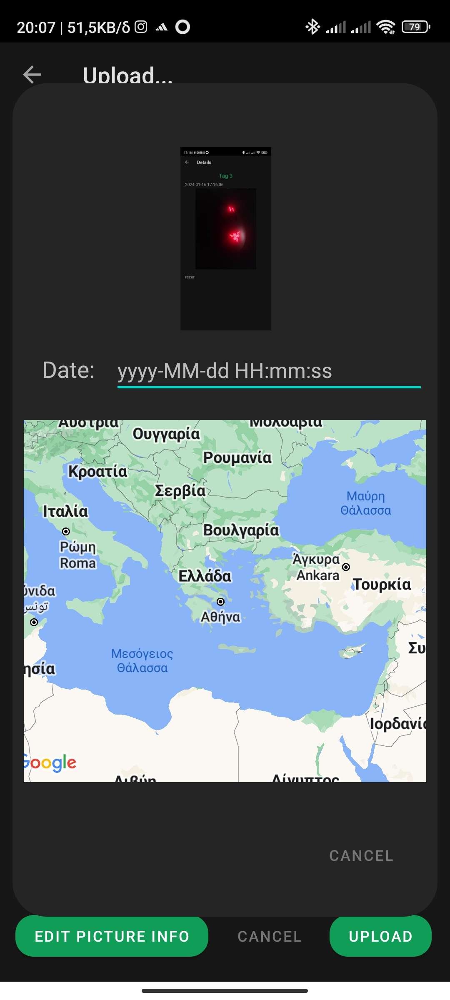 20:07 | 51,5KB/δ
79
Upload...
17:16 | 0,0KB/δ
Details
Tag 3
2024-01-16 17:16:06
razer
Date: yyyy-MM-dd HH:mm:ss
Αυστρία
Μολδαβία
Ουγγαρία
Ρουμανία
Κροατία
Σερβία
Μαύρη
Θάλασσα
Ιταλία
Βουλγαρία
Ρώμη
Roma
Άγκυρα
Ankara
Ελλάδα
Τουρκία
ύνιδα
تونس
Αθήνα
Συ
Μεσόγειος
Θάλασσα
ησία
Ιορδανία
Google
Λιβύη
Αίγυπτος
CANCEL
EDIT PICTURE INFO
CANCEL
UPLOAD